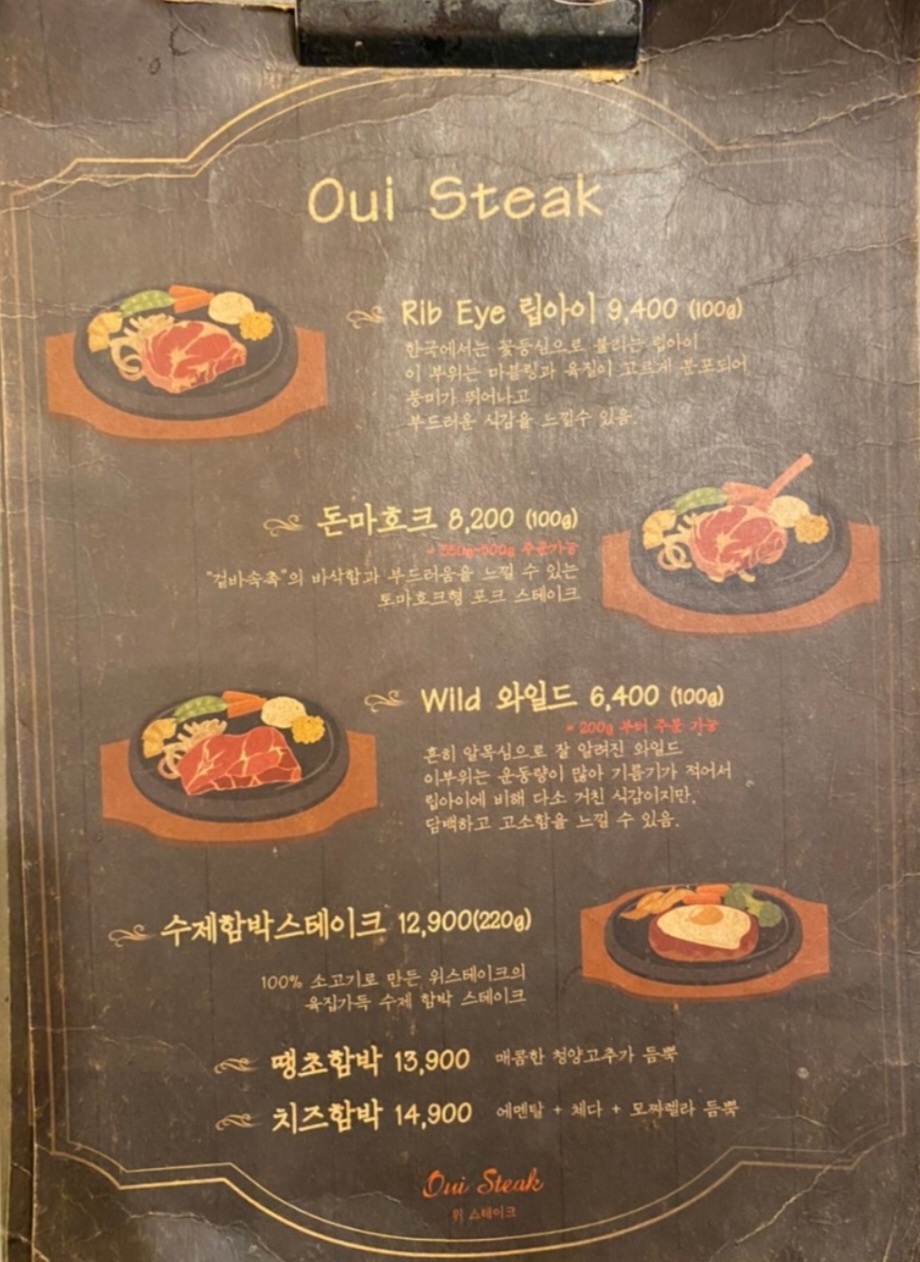 Oui Steak
Rib Eye 립아이 9,400 (100g)
한국에서는 꽃등심으로 불리는 립아이
이 부위는 마블링과 육질이 고르게 분포되어
풍미가 뛰어나고
부드러운 식감을 느낄수 있음.
돈마호크 8,200 (100g)
주문가능
"겉바속촉"의 바삭함과 부드러움을 느낄 수 있는
토마호크형 포크 스테이크
Wild 와일드 6,400 (100g)
* 200g 부터 주문 가능
흔히 알목심으로 잘 알려진 와일드
이부위는 운동량이 많아 기름기가 적어서
립아이에 비해 다소 거친 식감이지만,
담백하고 고소함을 느낄 수 있음.
수제함박스테이크 12,900(220g)
100% 소고기로 만든 위스테이크의
육집가득 수제 함박 스테이크
땡초함박 13,900 매콤한 청양고추가 듬뿍
치즈함박 14,900 에멘탈 + 체다 + 모짜렐라 듬뿍
Oui Steak
위 스테이크